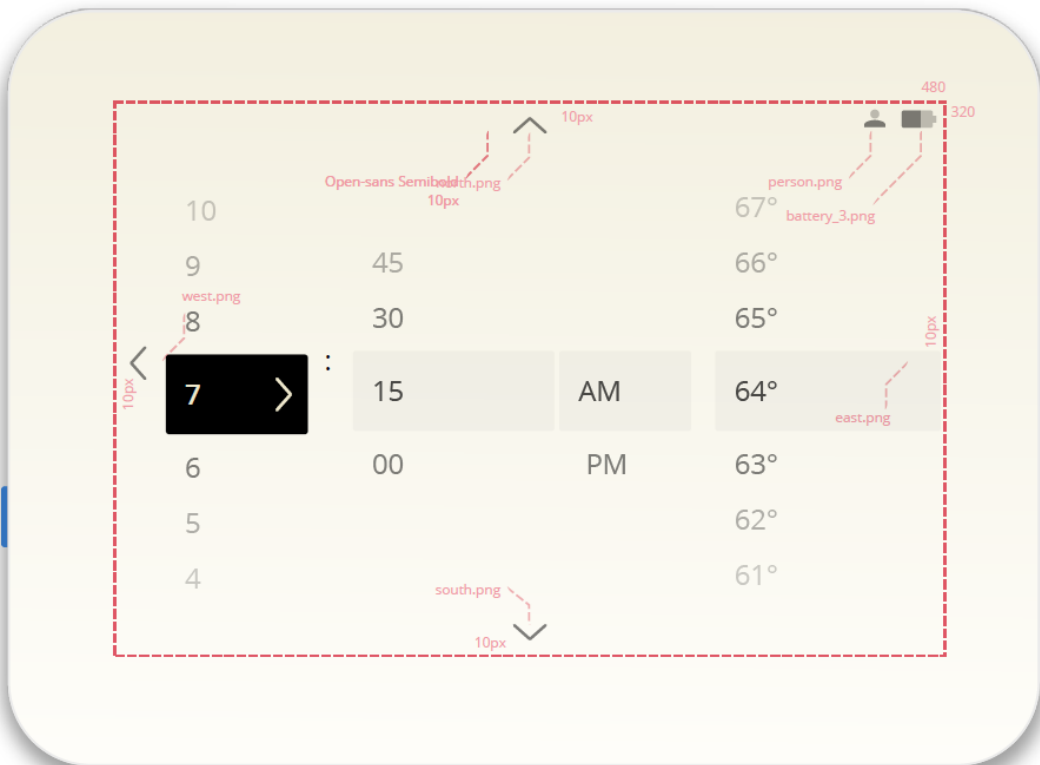 480
320
10px
Open-sans Semibold
north.png
10px
person.png
battery_3.png
10
67°
9
45
66°
west.png
8
30
65°
10px
10px
7
:
15
AM
64°
east.png
6
00
PM
63°
5
62°
4
61°
south.png
10px